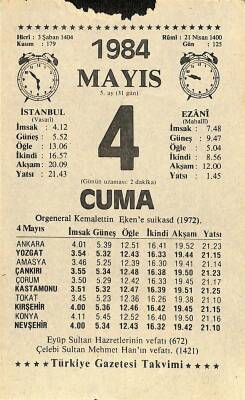 Hicrî : 3 Şaban 1404
Kasım : 179
Rûmî : 21 Nisan 1400
Gün : 125
1984
MAYIS
5. ay (31 gün)
İSTANBUL
(Vasatî)
İmsak : 4.12
Güneş : 5.52
Öğle : 13.06
İkindi : 16.57
Akşam : 20.09
Yatsı : 21.43
4
(Günün uzaması: 2 dakika)
EZÂNÎ
(Mahallî)
İmsak : 7.48
Güneş : 9.47
Öğle : 5.04
İkindi : 8.56
Akşam : 12.00
Yatsı : 1.45
CUMA
Orgeneral Kemalettin Eken'e suikasd (1972).
4 Mayıs İmsak Güneş Öğle İkindi Akşam Yatsı
ANKARA 4.01 5.39 12.51 16.41 19.52 21.23
YOZGAT 3.54 5.32 12.43 16.33 19.44 21.15
AMASYA 3.46 5.25 12.39 16.30 19.41 21.14
ÇANKIRI 3.55 5.34 12.48 16.38 19.50 21.23
ÇORUM 3.50 5.29 12.42 16.33 19.45 21.17
KASTAMONU 3.51 5.32 12.47 16.39 19.51 21.25
TOKAT 3.45 5.23 12.36 16.26 19.38 21.10
KIRŞEHİR 4.00 5.36 12.46 16.42 19.45 21.15
KONYA 4.11 5.45 12.52 16.40 19.48 21.16
NEVŞEHİR 4.00 5.34 12.43 16.32 19.42 21.10
Eyüp Sultan Hazretlerinin vefatı (672)
Çelebi Sultan Mehmet Han'ın vefatı. (1421)
★★★★ Türkiye Gazetesi Takvimi ★★★★